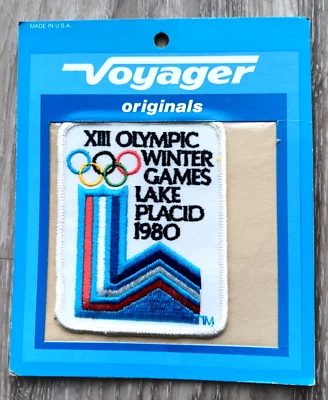 MADE IN U.S.A.
Voyager
originals
XIII OLYMPIC
WINTER
GAMES
LAKE
PLACID
1980
TM